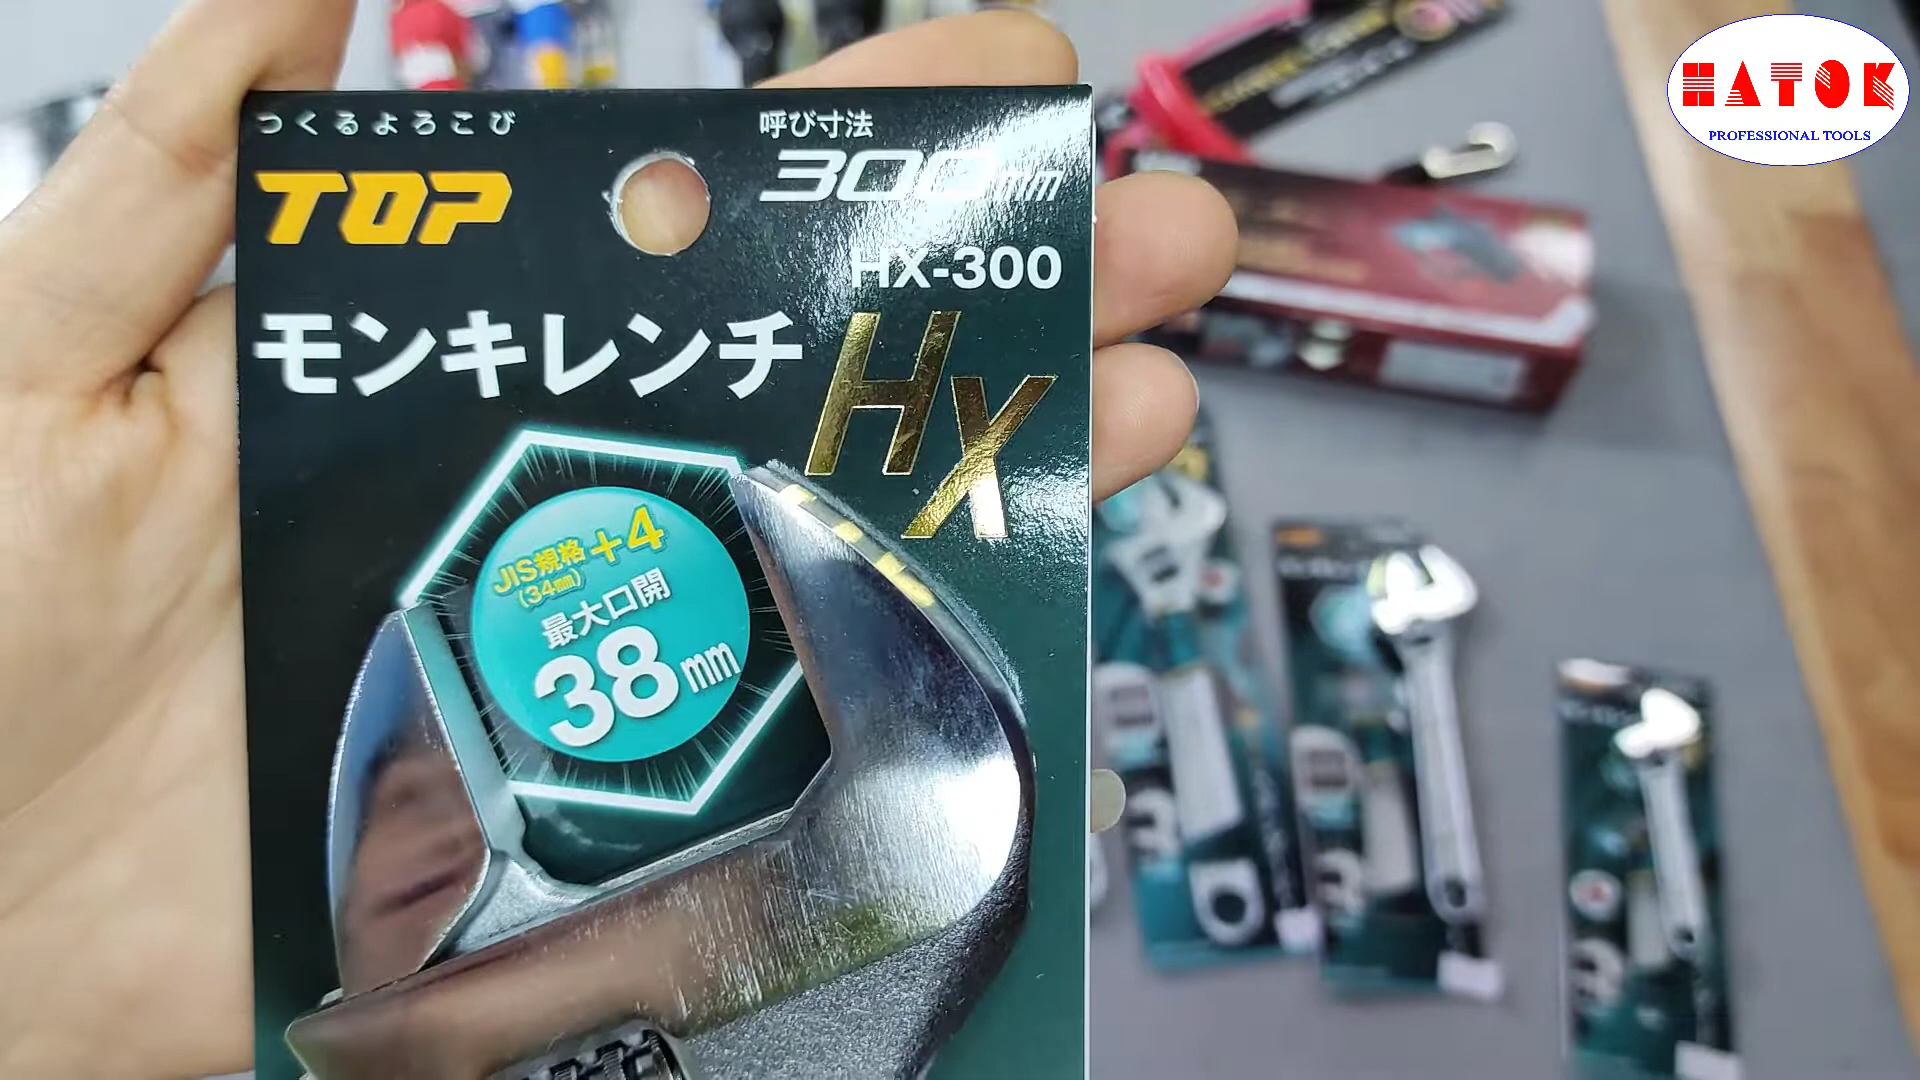 つくるよろこび
TOP
呼び寸法
300mm
HX-300
モンキレンチ
HX
JIS規格+4
(34mm)
最大口開
38mm
HATOK
PROFESSIONAL TOOLS